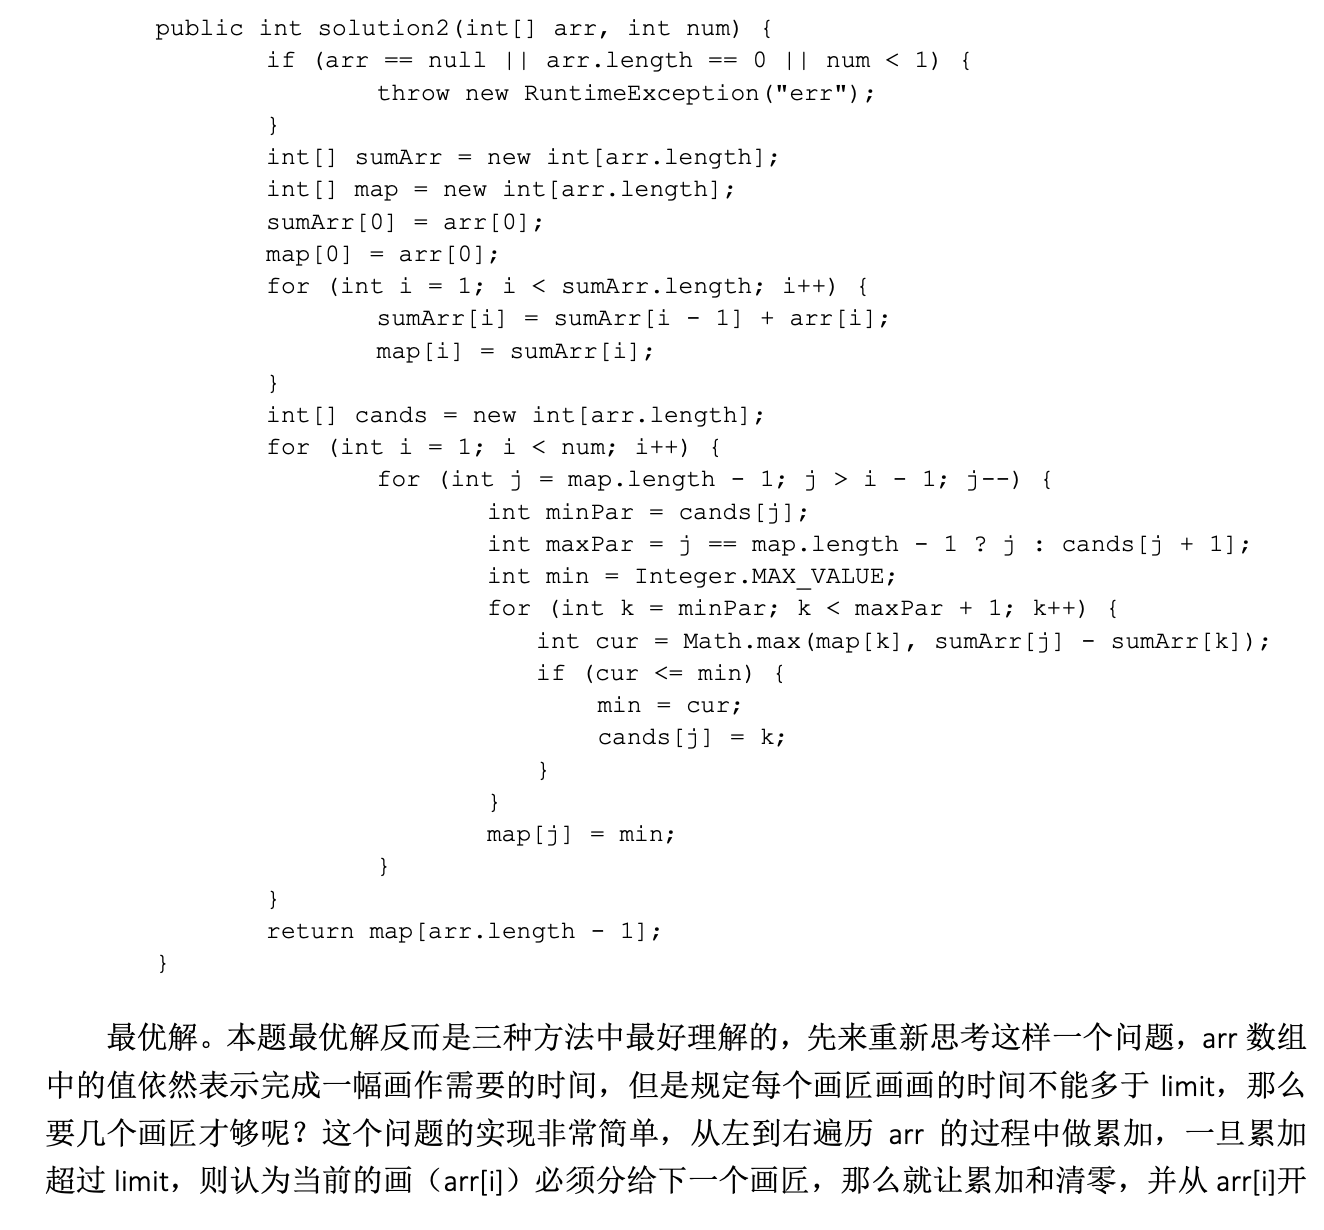 public int solution2(int[] arr, int num) {
if (arr == null || arr.length == 0 || num < 1) {
throw new RuntimeException("err");
}
int[] sumArr = new int[arr.length];
int[] map = new int[arr.length];
sumArr[0] = arr[0];
map[0] = arr[0];
for (int i = 1; i < sumArr.length; i++) {
sumArr[i] = sumArr[i - 1] + arr[i];
map[i] = sumArr[i];
}
int[] cands = new int[arr.length];
for (int i = 1; i < num; i++) {
for (int j = map.length - 1; j > i - 1; j--) {
int minPar = cands[j];
int maxPar = j == map.length - 1 ? j : cands[j + 1];
int min = Integer.MAX_VALUE;
for (int k = minPar; k < maxPar + 1; k++) {
int cur = Math.max(map[k], sumArr[j] - sumArr[k]);
if (cur <= min) {
min = cur;
cands[j] = k;
}
}
map[j] = min;
}
}
return map[arr.length - 1];
}
最优解。本题最优解反而是三种方法中最好理解的，先来重新思考这样一个问题，arr 数组
中的值依然表示完成一幅画作需要的时间，但是规定每个画匠画画的时间不能多于 limit，那么
要几个画匠才够呢？这个问题的实现非常简单，从左到右遍历 arr 的过程中做累加，一旦累加
超过 limit，则认为当前的画（arr[i]）必须分给下一个画匠，那么就让累加和清零，并从 arr[i]开